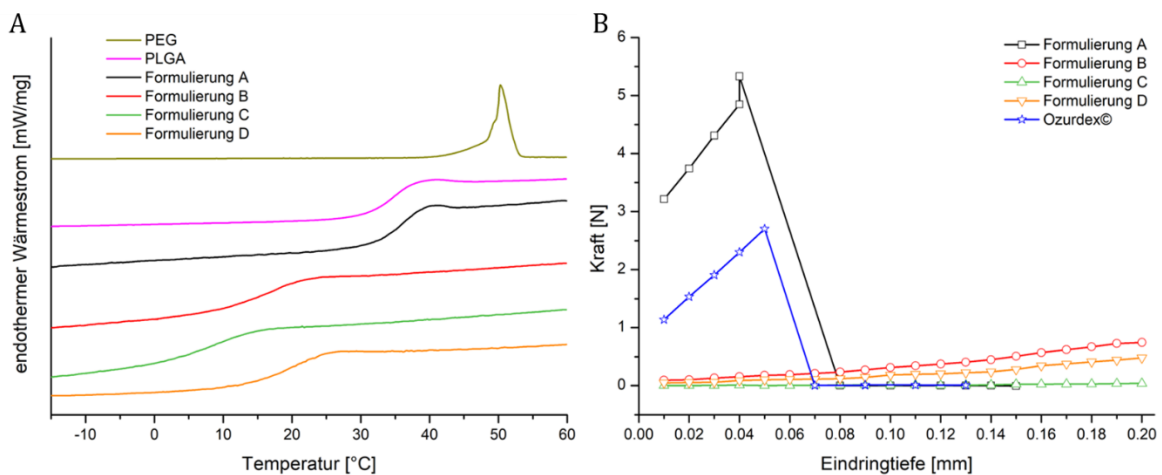 A
PEG
PLGA
Formulierung A
Formulierung B
Formulierung C
Formulierung D
endothermer Wärmestrom [mW/mg]
-10 0 10 20 30 40 50 60
Temperatur [°C]
B
Formulierung A
Formulierung B
Formulierung C
Formulierung D
Ozurdex©
Kraft [N]
6
5
4
3
2
1
0
0.00 0.02 0.04 0.06 0.08 0.10 0.12 0.14 0.16 0.18 0.20
Eindringtiefe [mm]